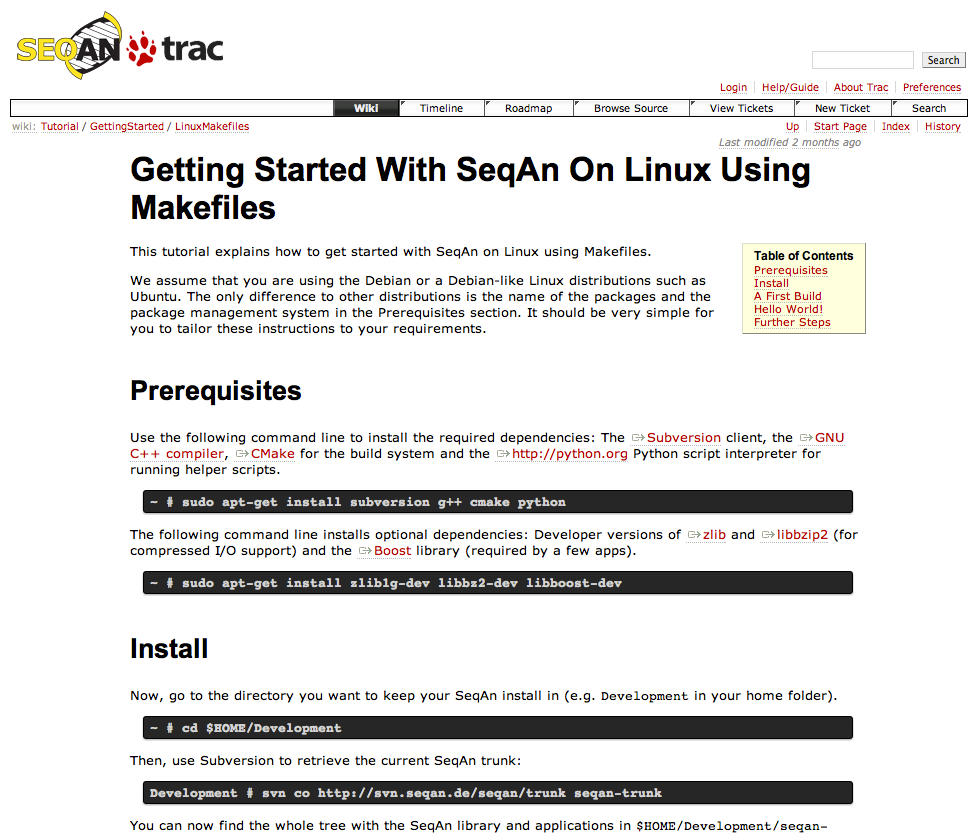 SEQAN trac
Search
Login Help/Guide About Trac Preferences
Wiki Timeline Roadmap Browse Source View Tickets New Ticket Search
wiki: Tutorial / GettingStarted / LinuxMakefiles
Up Start Page Index History
Last modified 2 months ago
Getting Started With SeqAn On Linux Using
Makefiles
This tutorial explains how to get started with SeqAn on Linux using Makefiles.
We assume that you are using the Debian or a Debian-like Linux distributions such as
Ubuntu. The only difference to other distributions is the name of the packages and the
package management system in the Prerequisites section. It should be very simple for
you to tailor these instructions to your requirements.
Table of Contents
Prerequisites
Install
A First Build
Hello World!
Further Steps
Prerequisites
Use the following command line to install the required dependencies: The Subversion client, the GNU
C++ compiler, CMake for the build system and the http://python.org Python script interpreter for
running helper scripts.
~ # sudo apt-get install subversion g++ cmake python
The following command line installs optional dependencies: Developer versions of zlib and libbzip2 (for
compressed I/O support) and the Boost library (required by a few apps).
~ # sudo apt-get install zlib1g-dev libbz2-dev libboost-dev
Install
Now, go to the directory you want to keep your SeqAn install in (e.g. Development in your home folder).
~ # cd $HOME/Development
Then, use Subversion to retrieve the current SeqAn trunk:
Development # svn co http://svn.seqan.de/seqan/trunk seqan-trunk
You can now find the whole tree with the SeqAn library and applications in $HOME/Development/seqan-